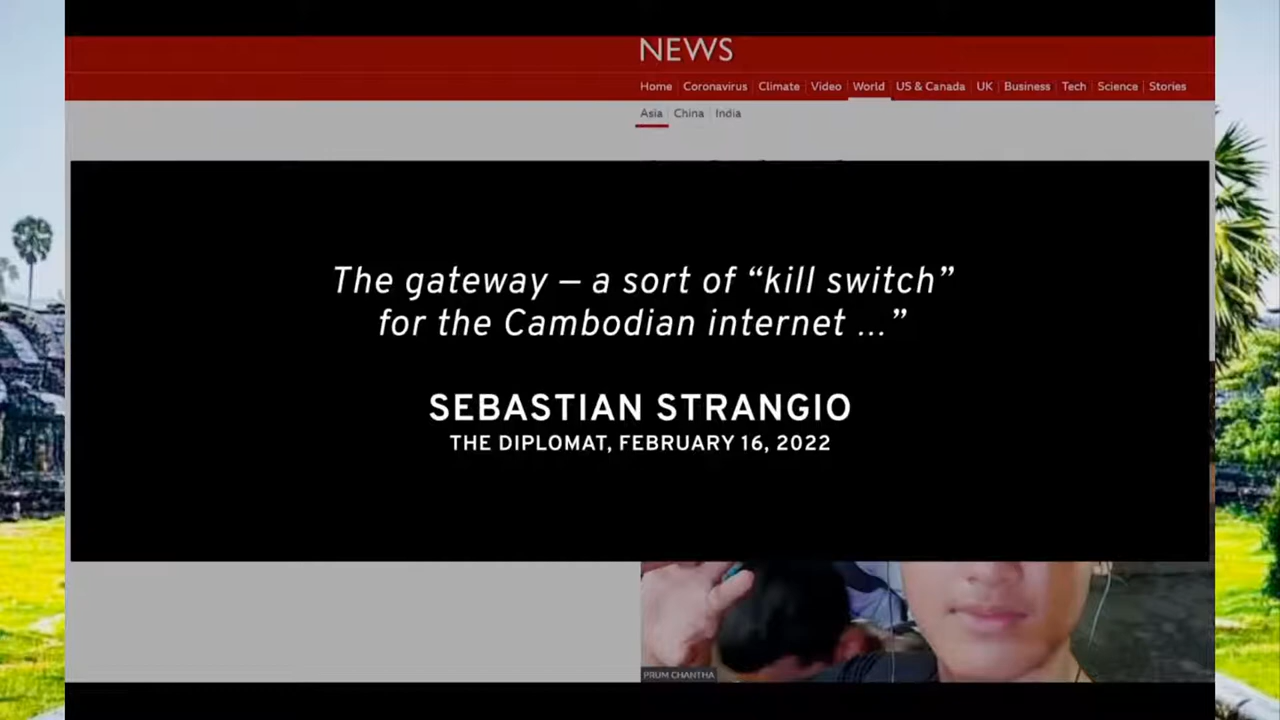 NEWS
Home Coronavirus Climate Video World US & Canada UK Business Tech Science Stories
Asia China India
The gateway – a sort of “kill switch”
for the Cambodian internet ...”
SEBASTIAN STRANGIO
THE DIPLOMAT, FEBRUARY 16, 2022
PRUM CHANTHA